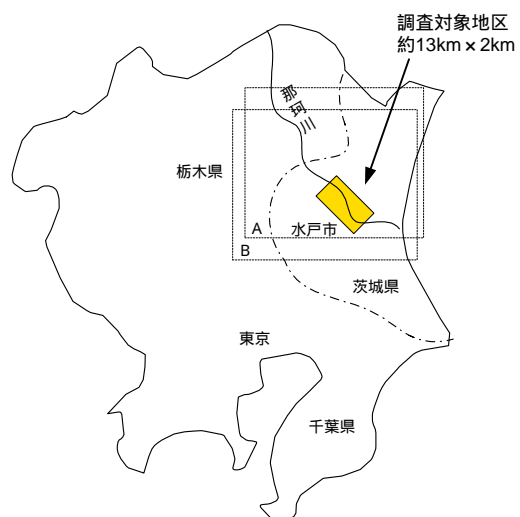 調査対象地区
約13km×2km
那珂川
栃木県
A
水戸市
B
茨城県
東京
千葉県